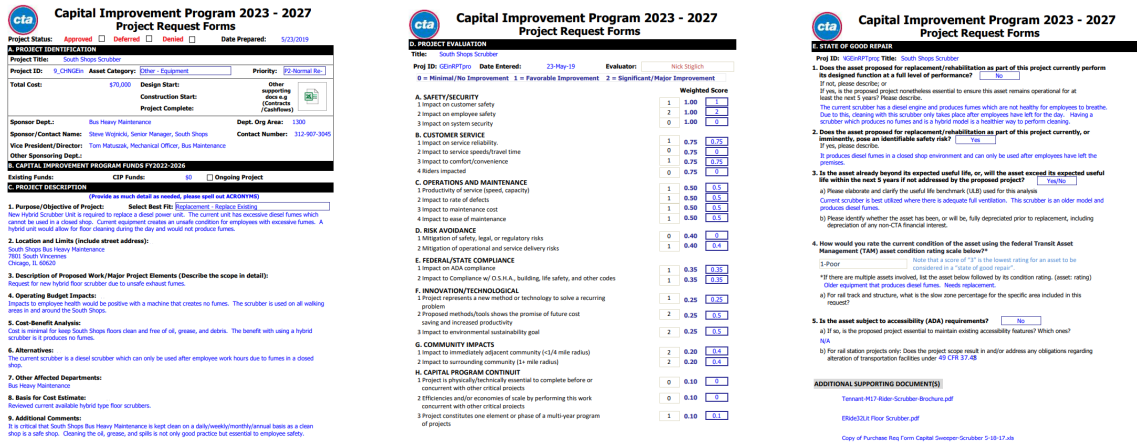 cta
Capital Improvement Program 2023 - 2027
Project Request Forms
Project Status: Approved Deferred Denied Date Prepared: 5/23/2019
A. PROJECT IDENTIFICATION
Project Title: South Shops Scrubber
Project ID: 9_CHNGEin Asset Category: Other - Equipment Priority: P2-Normal Re-
Total Cost: $70,000 Design Start:
Construction Start:
Project Complete:
Other
supporting
docs e.g
(Contracts
/Cashflows)
Sponsor Dept.: Bus Heavy Maintenance Dept. Org Area: 1300
Sponsor/Contact Name: Steve Wojnicki, Senior Manager, South Shops Contact Number: 312-907-3045
Vice President/Director: Tom Matuszak, Mechanical Officer, Bus Maintenance
Other Sponsoring Dept.:
B. CAPITAL IMPROVEMENT PROGRAM FUNDS FY2022-2026
Existing Funds: CIP Funds: $0 Ongoing Project
C. PROJECT DESCRIPTION
(Provide as much detail as needed, please spell out ACRONYMS)
1. Purpose/Objective of Project: Select Best Fit: Replacement - Replace Existing
New Hybrid Scrubber Unit is required to replace a diesel power unit. The current unit has excessive diesel fumes which
cannot be used in a closed shop. Current equipment creates an unsafe condition for employees with excessive fumes. A
hybrid unit would allow for floor cleaning during the day and would not produce fumes.
2. Location and Limits (include street address):
South Shops Bus Heavy Maintenance
7801 South Vincennes
Chicago, IL 60620
3. Description of Proposed Work/Major Project Elements (Describe the scope in detail):
Request for new hybrid floor scrubber due to unsafe exhaust fumes.
4. Operating Budget Impacts:
Impacts to employee health would be positive with a machine that creates no fumes. The scrubber is used on all walking
areas in and around the South Shops.
5. Cost-Benefit Analysis:
Cost is minimal for keep South Shops floors clean and free of oil, grease, and debris. The benefit with using a hybrid
scrubber is it produces no fumes.
6. Alternatives:
The current scrubber is a diesel scrubber which can only be used after employee work hours due to fumes in a closed
shop.
7. Other Affected Departments:
Bus Heavy Maintenance
8. Basis for Cost Estimate:
Reviewed current available hybrid type floor scrubbers.
9. Additional Comments:
It is critical that South Shops Bus Heavy Maintenance is kept clean on a daily/weekly/monthly/annual basis as a clean
shop is a safe shop. Cleaning the oil, grease, and spills is not only good practice but essential to employee safety.
cta
Capital Improvement Program 2023 - 2027
Project Request Forms
D. PROJECT EVALUATION
Title: South Shops Scrubber
Proj ID: GEinRPTpro Date Entered: 23-May-19 Evaluator: Nick Stiglich
0 = Minimal/No Improvement 1 = Favorable Improvement 2 = Significant/Major Improvement
Weighted Score
A. SAFETY/SECURITY
1 Impact on customer safety 1 1.00 1
2 Impact on employee safety 2 1.00 2
3 Impact on system security 0 1.00 0
B. CUSTOMER SERVICE
1 Impact on service reliability. 1 0.75 0.75
2 Impact to service speeds/travel time 0 0.75 0
3 Impact to comfort/convenience 1 0.75 0.75
4 Riders impacted 1 0.75 0.75
C. OPERATIONS AND MAINTENANCE
1 Productivity of service (speed, capacity) 1 0.50 0.5
2 Impact to rate of defects 1 0.50 0.5
3 Impact to maintenance cost 1 0.50 0.5
4 Impact to ease of maintenance 1 0.50 0.5
D. RISK AVOIDANCE
1 Mitigation of safety, legal, or regulatory risks 0 0.40 0
2 Mitigation of operational and service delivery risks 1 0.40 0.4
E. FEDERAL/STATE COMPLIANCE
1 Impact on ADA compliance 1 0.35 0.35
2 Impact to Compliance w/ O.S.H.A., building, life safety, and other codes 1 0.35 0.35
F. INNOVATION/TECHNOLOGICAL
1 Project represents a new method or technology to solve a recurring
problem 1 0.25 0.25
2 Proposed methods/tools shows the promise of future cost
saving and increased productivity 2 0.25 0.5
3 Impact to environmental sustainability goal 2 0.25 0.5
G. COMMUNITY IMPACTS
1 Impact to immediately adjacent community (<1/4 mile radius) 2 0.20 0.4
2 Impact to surrounding community (1+ mile radius) 2 0.20 0.4
H. CAPITAL PROGRAM CONTINUIT
1 Project is physically/technically essential to complete before or
concurrent with other critical projects 0 0.10 0
2 Efficiencies and/or economies of scale by performing this work
concurrent with other critical projects 0 0.10 0
3 Project constitutes one element or phase of a multi-year program
of projects 1 0.10 0.1
cta
Capital Improvement Program 2023 - 2027
Project Request Forms
E. STATE OF GOOD REPAIR
Proj ID: NGEinRPTproj Title: South Shops Scrubber
1. Does the asset proposed for replacement/rehabilitation as part of this project currently perform
its designed function at a full level of performance? No
If not, please describe; or
If yes, is the proposed project nonetheless essential to ensure this asset remains operational for at
least the next 5 years? Please describe.
The current scrubber has a diesel engine and produces fumes which are not healthy for employees to breathe.
Due to this, cleaning with this scrubber only takes place after employees have left for the day. Having a
scrubber which produces no fumes and is a hybrid model is a healthier way to perform cleaning.
2. Does the asset proposed for replacement/rehabilitation as part of this project currently, or
imminently, pose an identifiable safety risk? Yes
If yes, please describe.
It produces diesel fumes in a closed shop environment and can only be used after employees have left the
premises.
3. Is the asset already beyond its expected useful life, or, will the asset exceed its expected useful
life within the next 5 years if not addressed by the proposed project? Yes/No
a) Please elaborate and clarify the useful life benchmark (ULB) used for this analysis
Current scrubber is best utilized where there is adequate full ventilation. This scrubber is an older model and
produces diesel fumes.
b) Please identify whether the asset has been, or will be, fully depreciated prior to replacement, including
depreciation of any non-CTA financial interest.
4. How would you rate the current condition of the asset using the federal Transit Asset
Management (TAM) asset condition rating scale below?*
1-Poor
Note that a score of "3" is the lowest rating for an asset to be
considered in a "state of good repair".
*If there are multiple assets involved, list the asset below followed by its condition rating. (asset: rating)
Older equipment that produces diesel fumes. Needs replacement.
a) For rail track and structure, what is the slow zone percentage for the specific area included in this
request?
5. Is the asset subject to accessibility (ADA) requirements? No
a) If so, is the proposed project essential to maintain existing accessibility features? Which ones?
N/A
b) For rail station projects only: Does the project scope result in and/or address any obligations regarding
alteration of transportation facilities under 49 CFR 37.43
ADDITIONAL SUPPORTING DOCUMENT(S)
Tennant-M17-Rider-Scrubber-Brochure.pdf
ERide32Lt Floor Scrubber.pdf
Copy of Purchase Req Form Capital Sweeper-Scrubber 5-18-17.xls